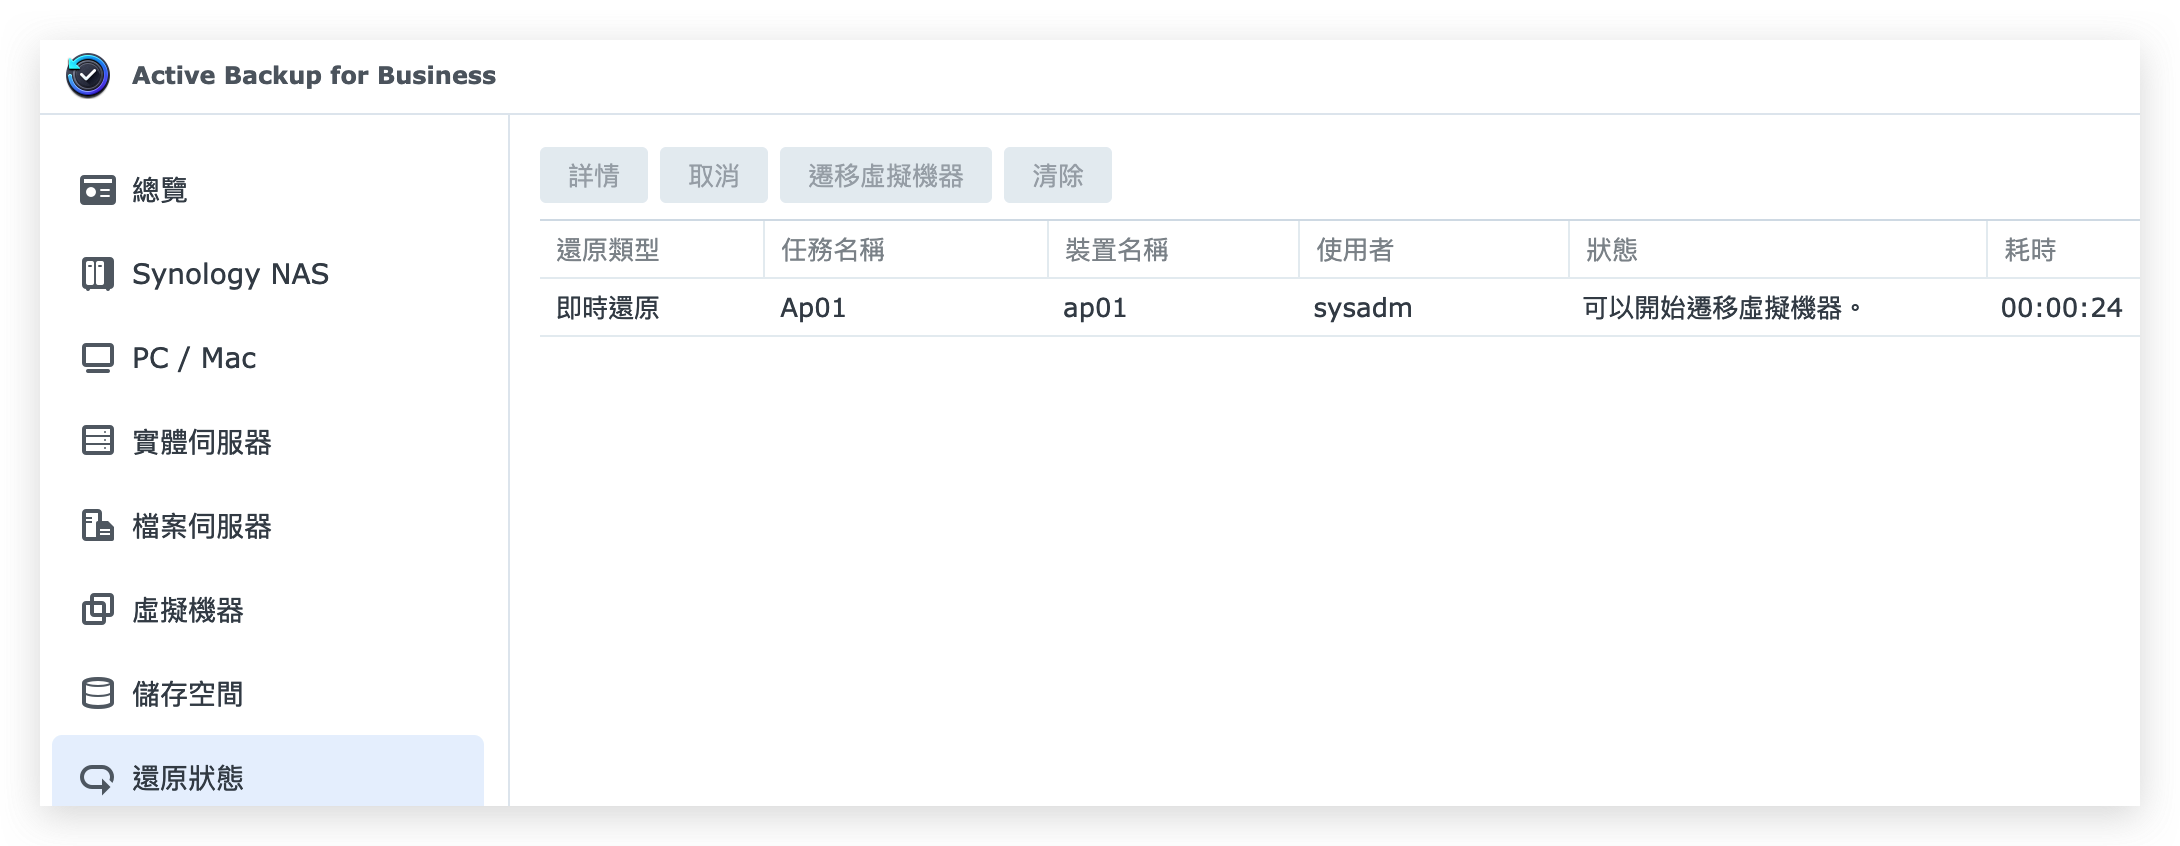 Active Backup for Business
總覽
Synology NAS
PC / Mac
實體伺服器
檔案伺服器
虛擬機器
儲存空間
還原狀態
詳情 取消 遷移虛擬機器 清除
還原類型 任務名稱 裝置名稱 使用者 狀態 耗時
即時還原 Ap01 ap01 sysadm 可以開始遷移虛擬機器。 00:00:24